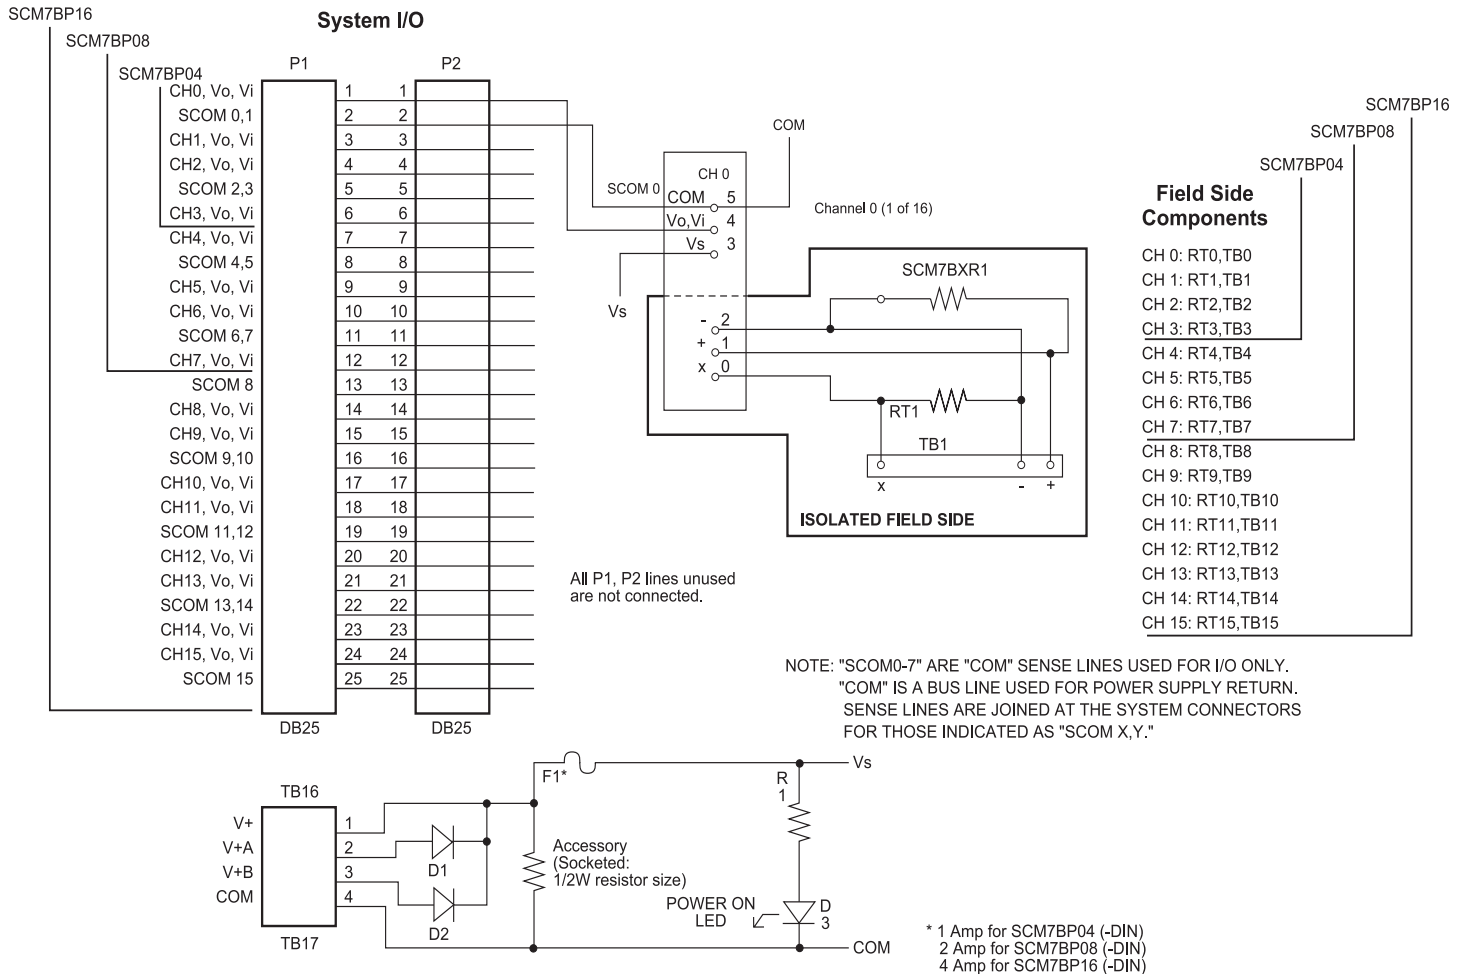 SCM7BP16
SCM7BP08
SCM7BP04
System I/O
P1
P2
CH0, Vo, Vi
SCOM 0,1
CH1, Vo, Vi
CH2, Vo, Vi
SCOM 2,3
CH3, Vo, Vi
CH4, Vo, Vi
SCOM 4,5
CH5, Vo, Vi
CH6, Vo, Vi
SCOM 6,7
CH7, Vo, Vi
SCOM 8
CH8, Vo, Vi
CH9, Vo, Vi
SCOM 9,10
CH10, Vo, Vi
CH11, Vo, Vi
SCOM 11,12
CH12, Vo, Vi
CH13, Vo, Vi
SCOM 13,14
CH14, Vo, Vi
CH15, Vo, Vi
SCOM 15
1 1
2 2
3 3
4 4
5 5
6 6
7 7
8 8
9 9
10 10
11 11
12 12
13 13
14 14
15 15
16 16
17 17
18 18
19 19
20 20
21 21
22 22
23 23
24 24
25 25
DB25
DB25
COM
SCOM 0
CH 0
COM 5
Vo,Vi 4
Vs 3
Vs
- 2
+ 1
x 0
Channel 0 (1 of 16)
SCM7BXR1
RT1
TB1
x - +
ISOLATED FIELD SIDE
All P1, P2 lines unused
are not connected.
SCM7BP16
SCM7BP08
SCM7BP04
Field Side
Components
CH 0: RT0,TB0
CH 1: RT1,TB1
CH 2: RT2,TB2
CH 3: RT3,TB3
CH 4: RT4,TB4
CH 5: RT5,TB5
CH 6: RT6,TB6
CH 7: RT7,TB7
CH 8: RT8,TB8
CH 9: RT9,TB9
CH 10: RT10,TB10
CH 11: RT11,TB11
CH 12: RT12,TB12
CH 13: RT13,TB13
CH 14: RT14,TB14
CH 15: RT15,TB15
NOTE: "SCOM0-7" ARE "COM" SENSE LINES USED FOR I/O ONLY.
"COM" IS A BUS LINE USED FOR POWER SUPPLY RETURN.
SENSE LINES ARE JOINED AT THE SYSTEM CONNECTORS
FOR THOSE INDICATED AS "SCOM X,Y."
TB16
V+ 1
V+A 2
V+B 3
COM 4
TB17
D1
D2
F1*
Accessory
(Socketed:
1/2W resistor size)
R
1
Vs
POWER ON
LED
D
3
COM
* 1 Amp for SCM7BP04 (-DIN)
2 Amp for SCM7BP08 (-DIN)
4 Amp for SCM7BP16 (-DIN)